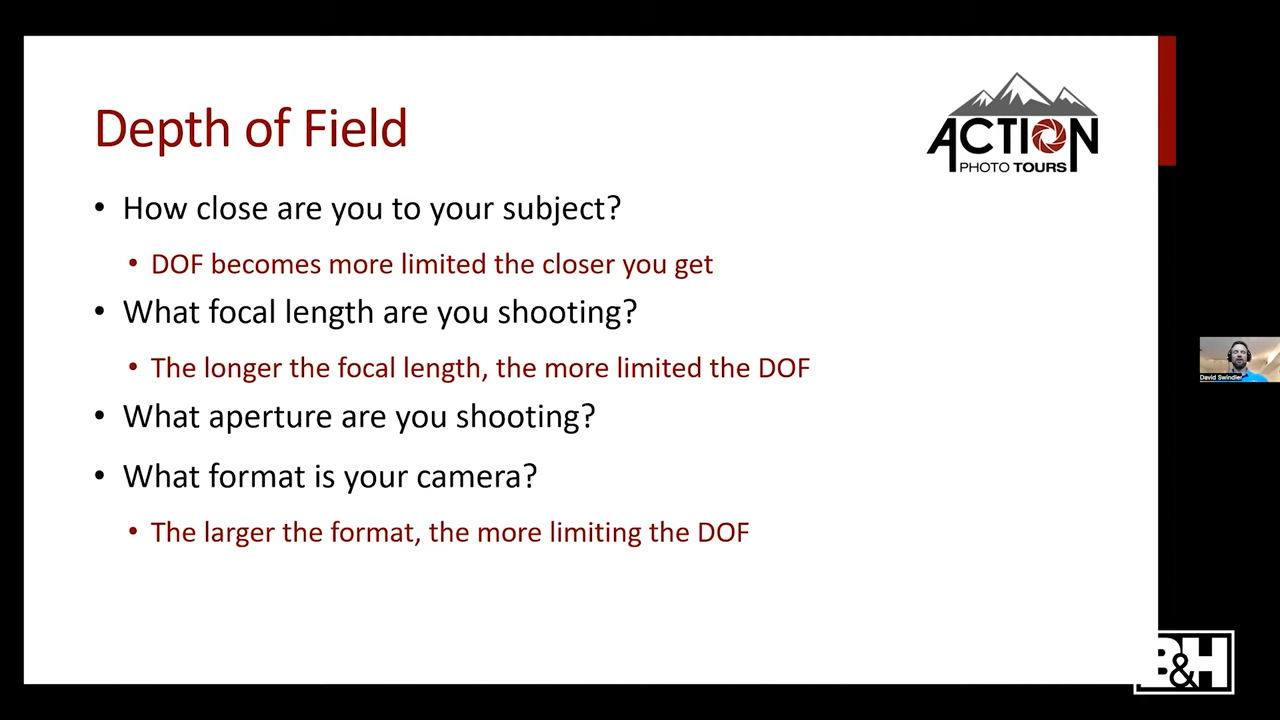 Depth of Field
ACTION
PHOTO TOURS
• How close are you to your subject?
• DOF becomes more limited the closer you get
• What focal length are you shooting?
• The longer the focal length, the more limited the DOF
• What aperture are you shooting?
• What format is your camera?
• The larger the format, the more limiting the DOF
David Swindler
B&H